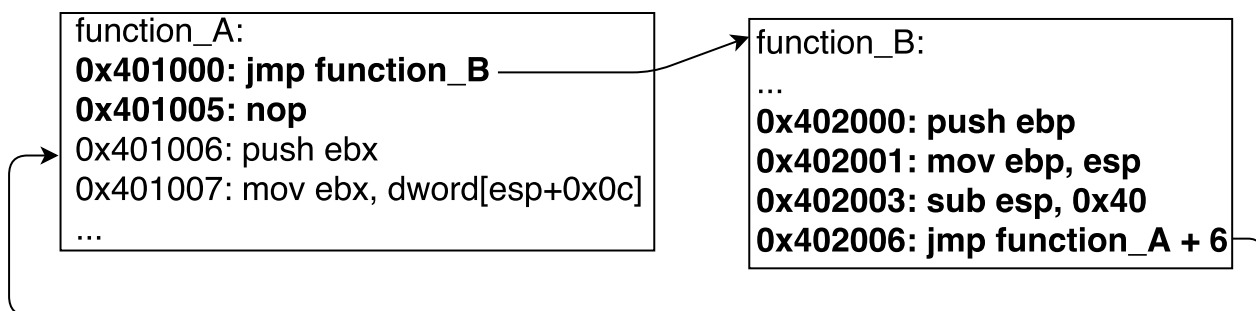 function_A:
0x401000: jmp function_B
0x401005: nop
0x401006: push ebx
0x401007: mov ebx, dword[esp+0x0c]
...
function_B:
...
0x402000: push ebp
0x402001: mov ebp, esp
0x402003: sub esp, 0x40
0x402006: jmp function_A + 6